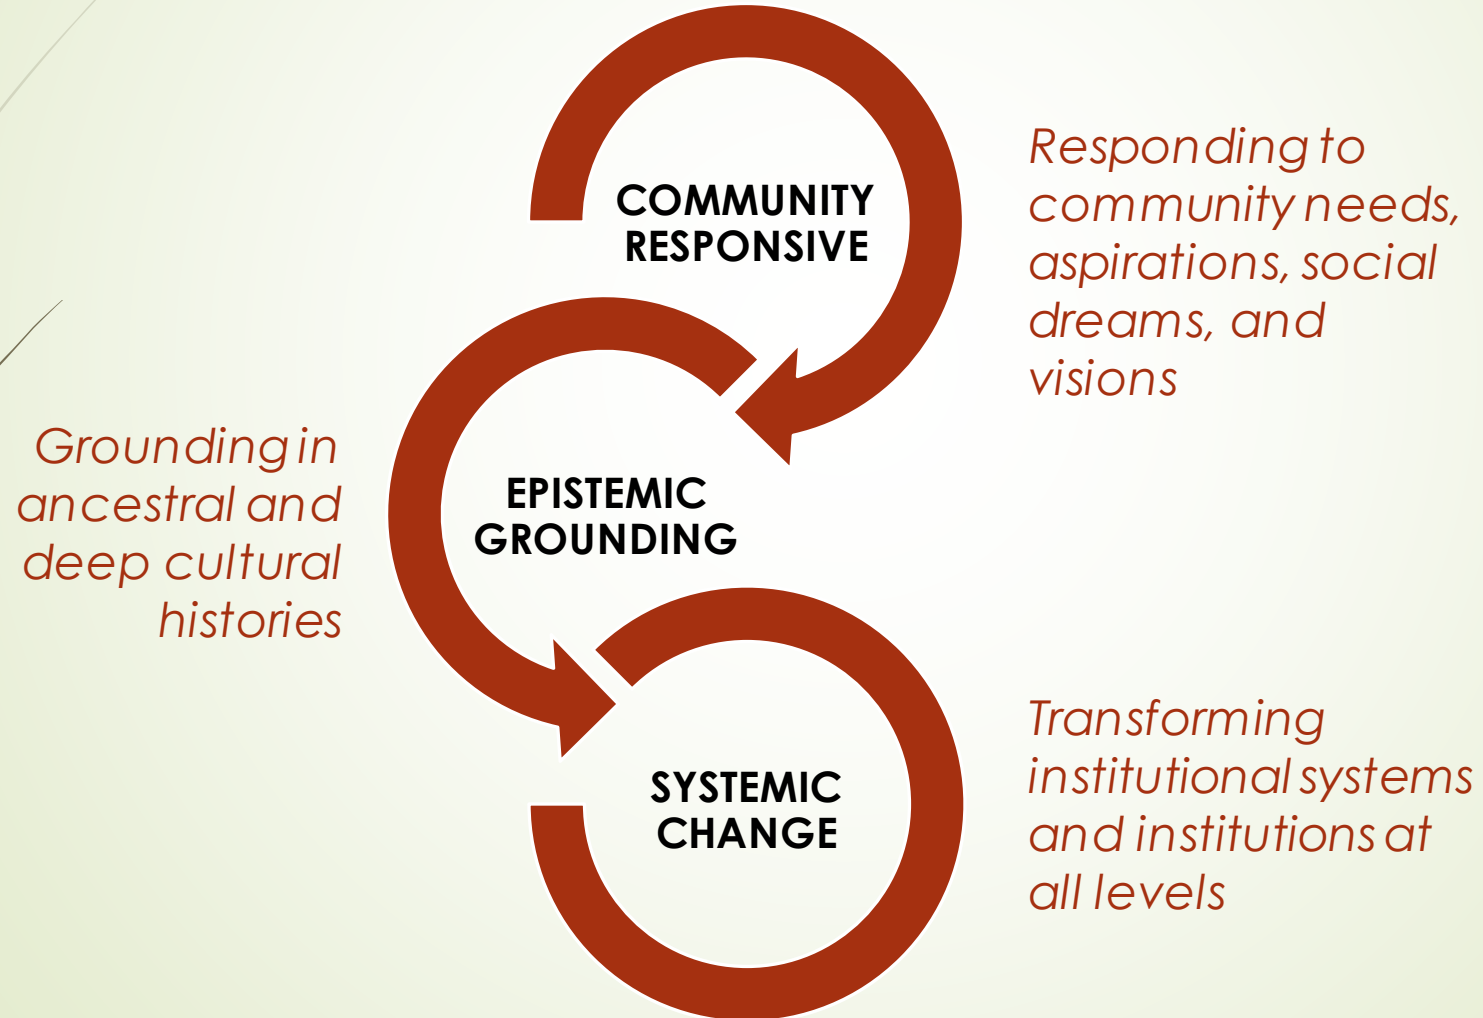 COMMUNITY
RESPONSIVE
Responding to
community needs,
aspirations, social
dreams, and
visions
EPISTEMIC
GROUNDING
Grounding in
ancestral and
deep cultural
histories
SYSTEMIC
CHANGE
Transforming
institutional systems
and institutions at
all levels